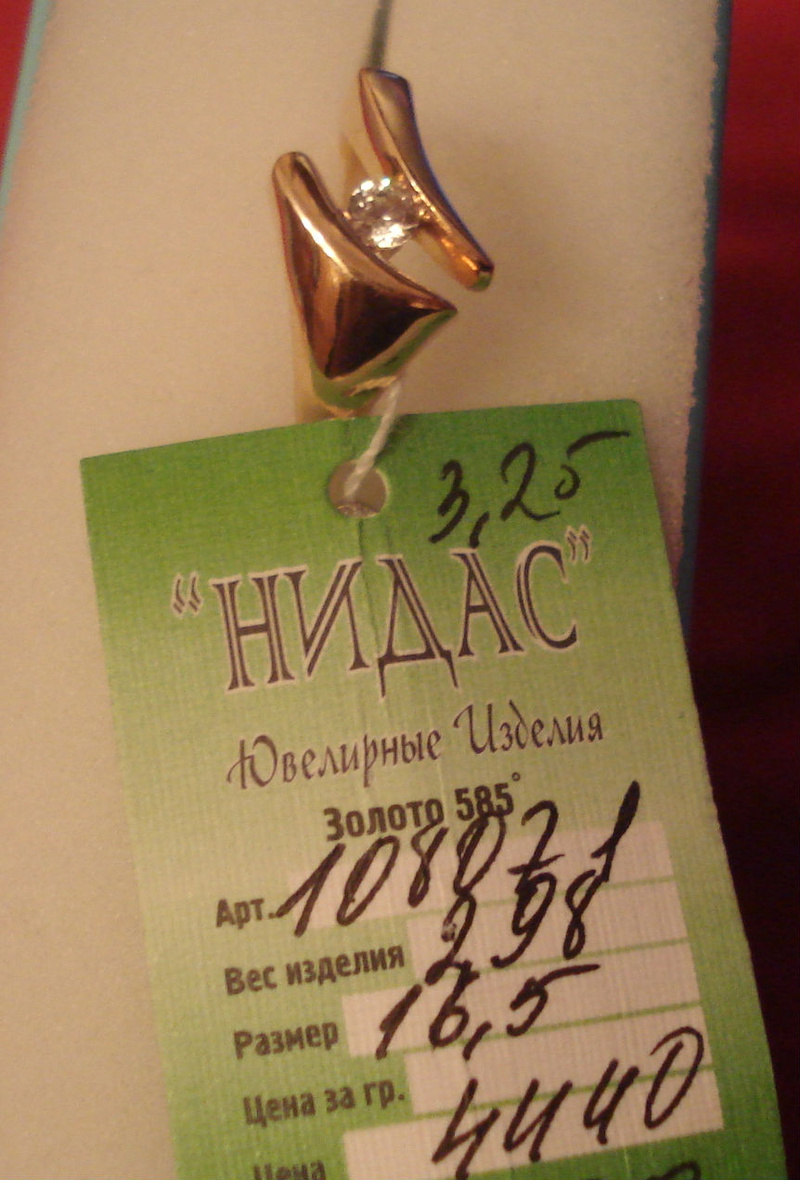 3,25
"НИДАС"
Ювелирные Изделия
Золото 585°
Арт. 108071
Вес изделия 2,98
Размер 16,5
Цена за гр. 4440
Цена